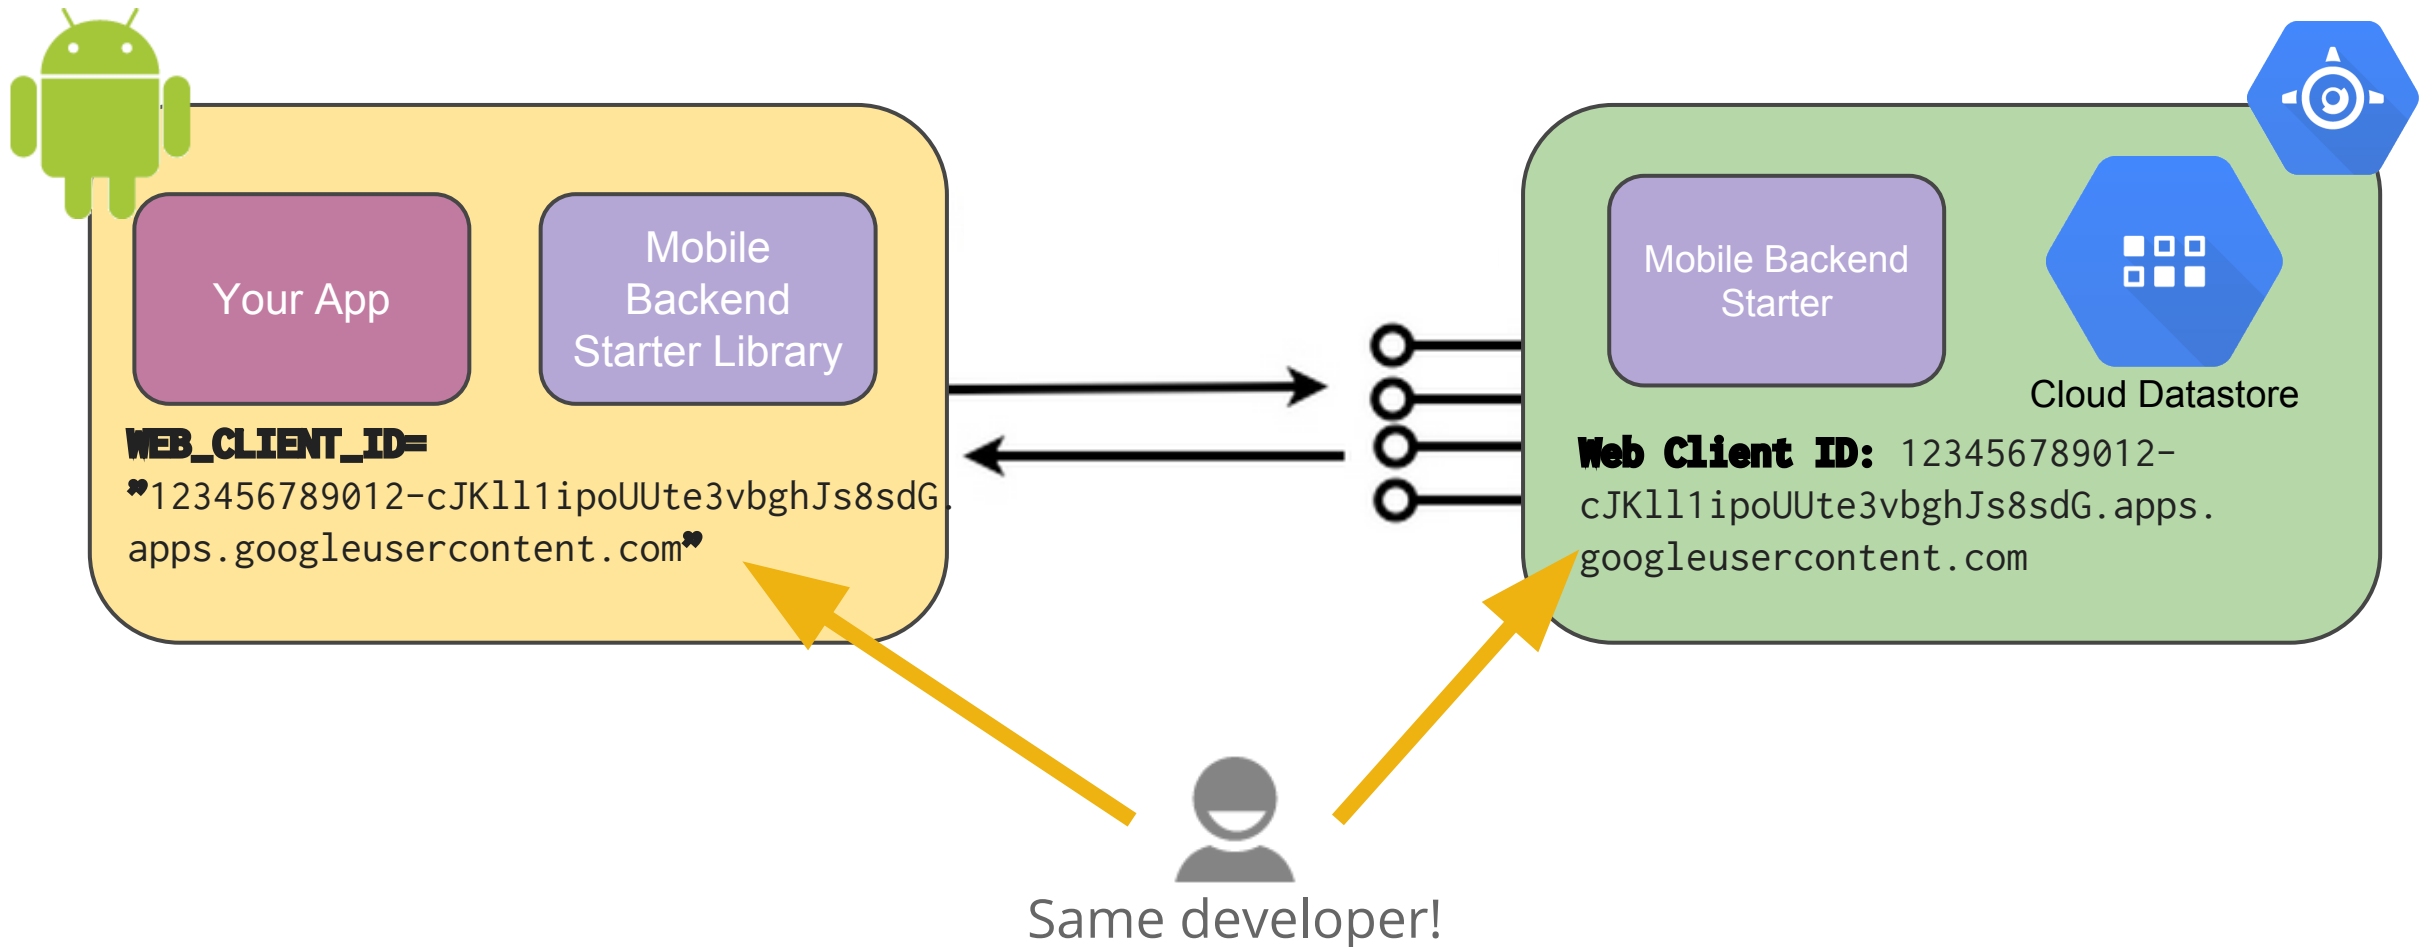 Your App
Mobile
Backend
Starter Library
WEB_CLIENT_ID=
"123456789012-cJKll1ipoUUte3vbghJs8sdG.
apps.googleusercontent.com"
Mobile Backend
Starter
Cloud Datastore
Web Client ID: 123456789012-
cJKll1ipoUUte3vbghJs8sdG.apps.
googleusercontent.com
Same developer!